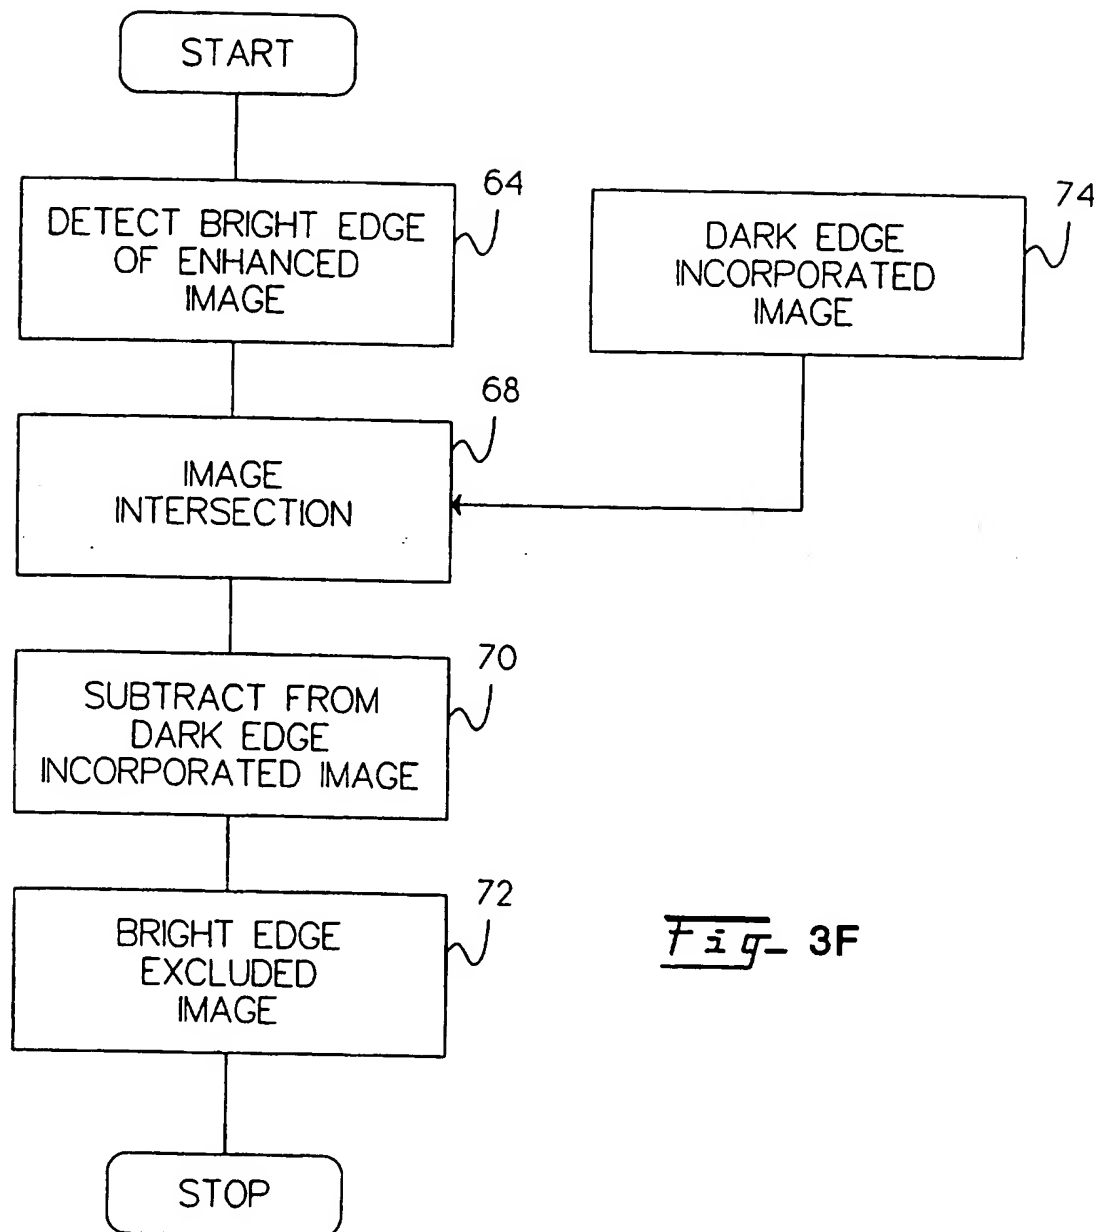 START
64
DETECT BRIGHT EDGE
OF ENHANCED
IMAGE
74
DARK EDGE
INCORPORATED
IMAGE
68
IMAGE
INTERSECTION
70
SUBTRACT FROM
DARK EDGE
INCORPORATED IMAGE
72
BRIGHT EDGE
EXCLUDED
IMAGE
Fig_ 3F
STOP